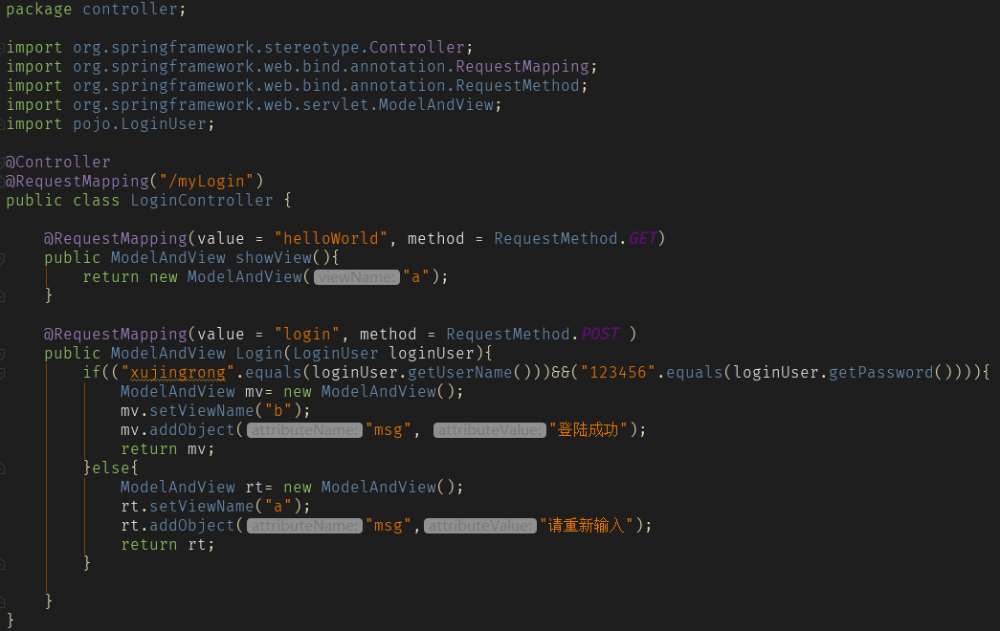 package controller;
import org.springframework.stereotype.Controller;
import org.springframework.web.bind.annotation.RequestMapping;
import org.springframework.web.bind.annotation.RequestMethod;
import org.springframework.web.servlet.ModelAndView;
import pojo.LoginUser;
@Controller
@RequestMapping("/myLogin")
public class LoginController {
@RequestMapping(value = "helloWorld", method = RequestMethod.GET)
public ModelAndView showView(){
return new ModelAndView( viewName: "a");
}
@RequestMapping(value = "login", method = RequestMethod.POST )
public ModelAndView Login(LoginUser loginUser){
if(("xujingrong".equals(loginUser.getUserName()))&&("123456".equals(loginUser.getPassword()))){
ModelAndView mv= new ModelAndView();
mv.setViewName("b");
mv.addObject( attributeName: "msg", attributeValue: "登陆成功");
return mv;
}else{
ModelAndView rt= new ModelAndView();
rt.setViewName("a");
rt.addObject( attributeName: "msg", attributeValue: "请重新输入");
return rt;
}
}
}